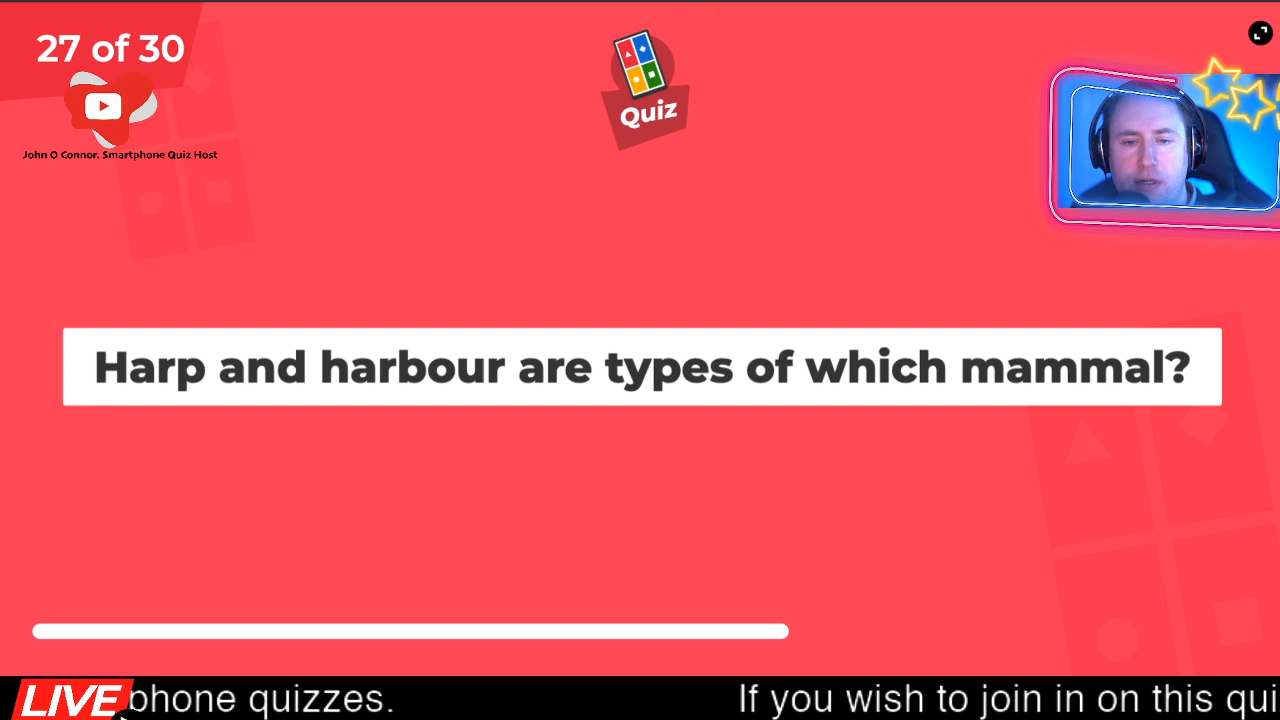 27 of 30
John O Connor. Smartphone Quiz Host
Quiz
Harp and harbour are types of which mammal?
LIVE phone quizzes. If you wish to join in on this qui